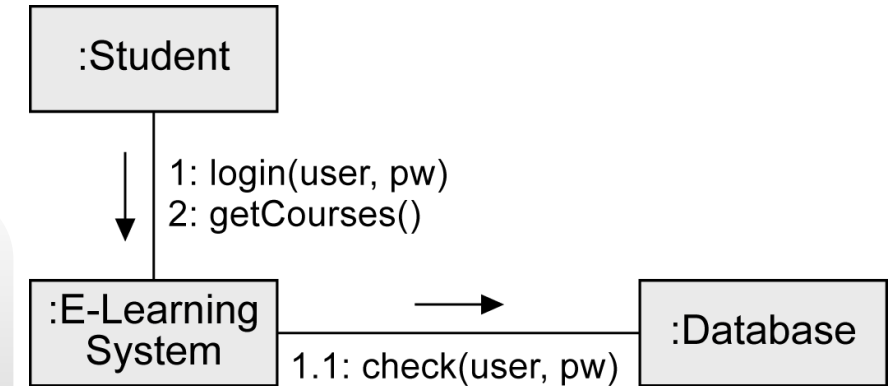 :Student
1: login(user, pw)
2: getCourses()
:E-Learning
System
:Database
1.1: check(user, pw)